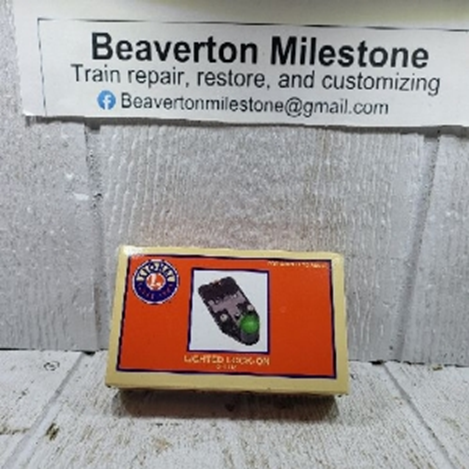 Beaverton Milestone
Train repair, restore, and customizing
Beavertonmilestone@gmail.com
LIONEL
LIGHTED LOCK-ON